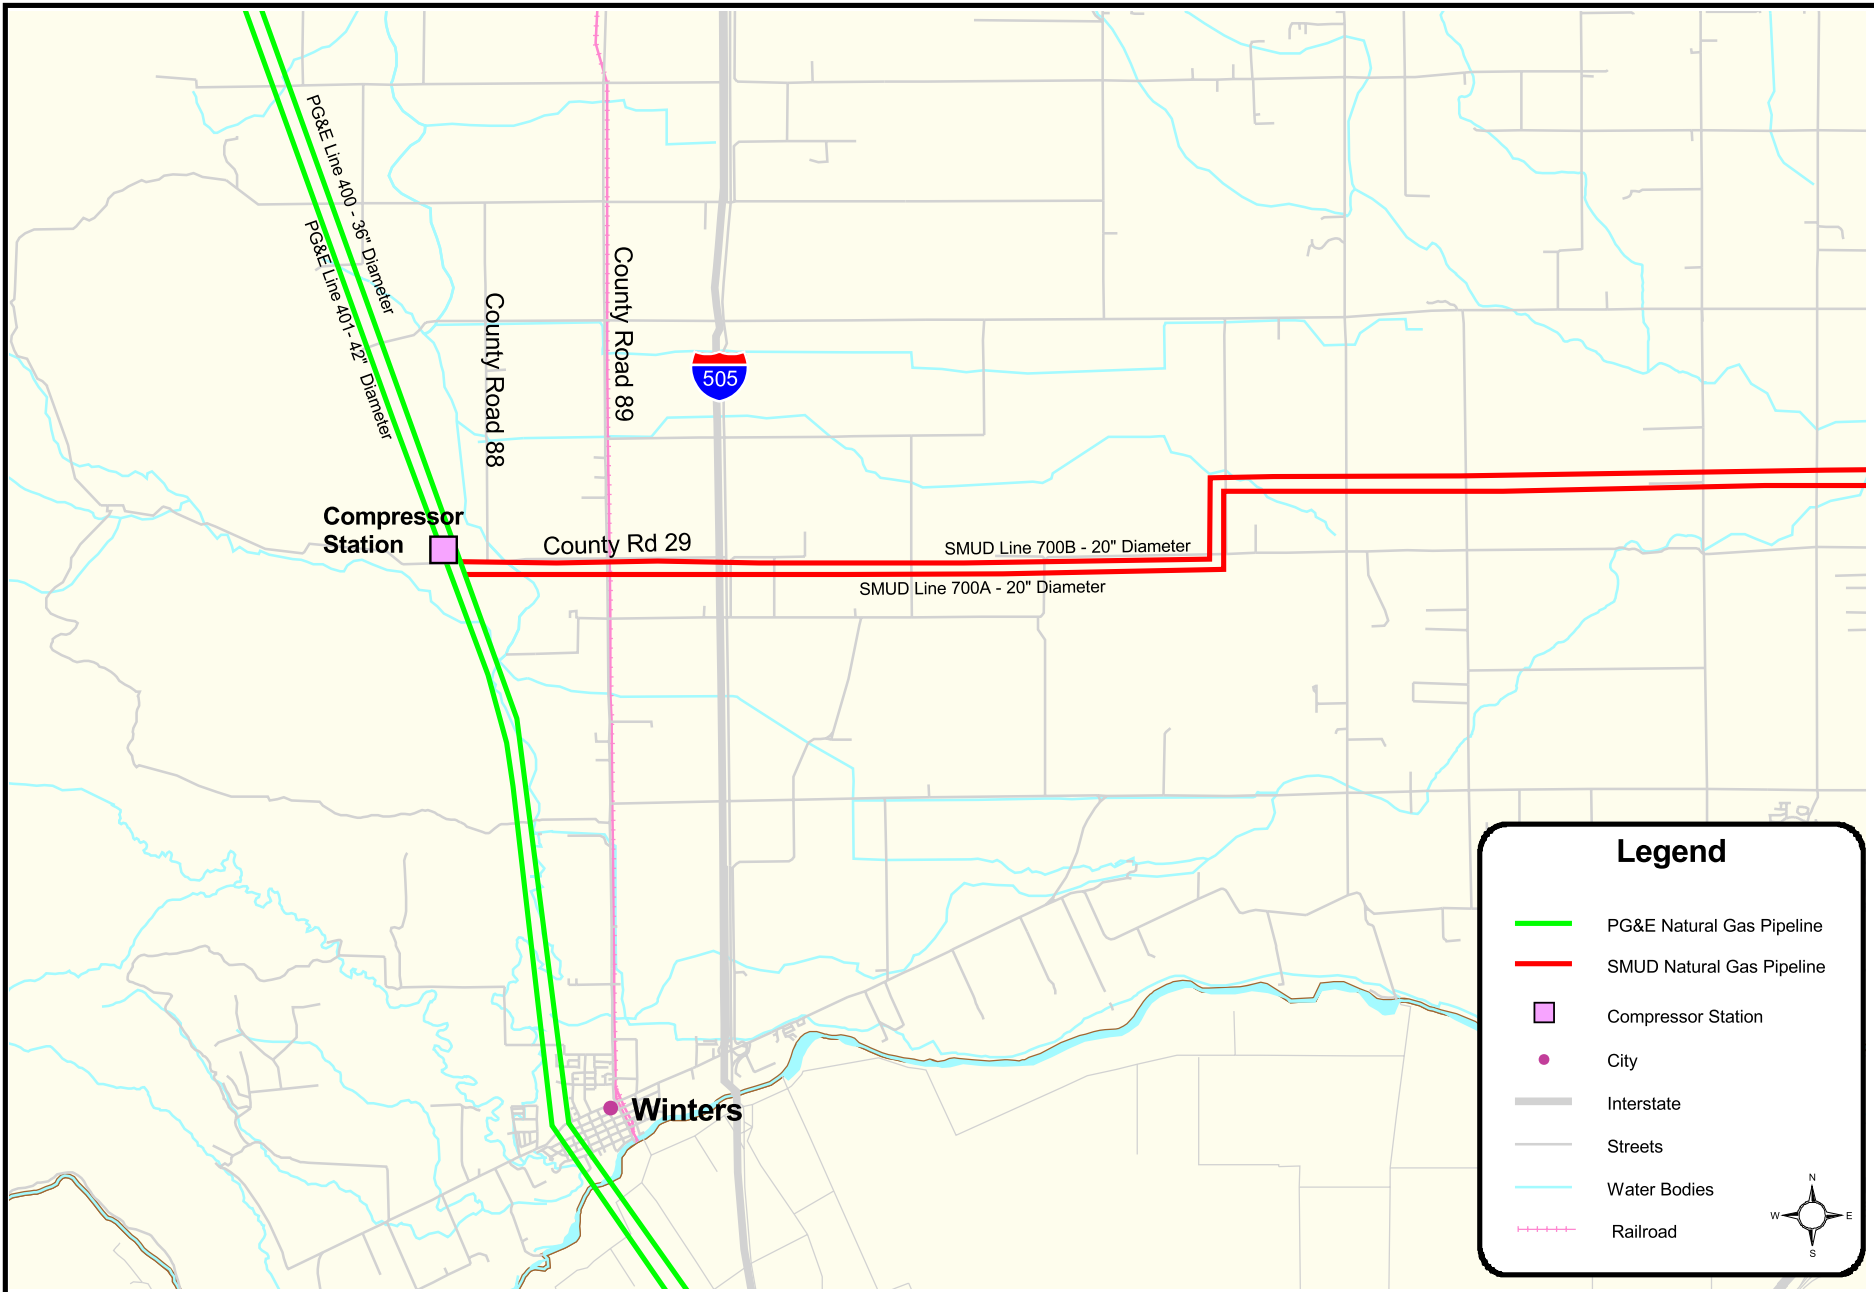 PG&E Line 400 - 36" Diameter
PG&E Line 401- 42" Diameter
County Road 88
County Road 89
505
Compressor
Station
County Rd 29
SMUD Line 700B - 20" Diameter
SMUD Line 700A - 20" Diameter
Winters
Legend
PG&E Natural Gas Pipeline
SMUD Natural Gas Pipeline
Compressor Station
City
Interstate
Streets
Water Bodies
Railroad
N
W E
S